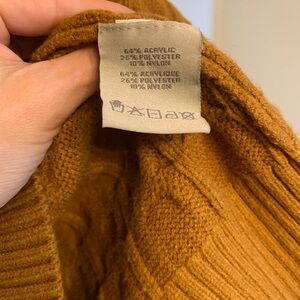 64% ACRYLIC
26% POLYESTER
10% NYLON
64% ACRYLIQUE
26% POLYESTER
10% NYLON